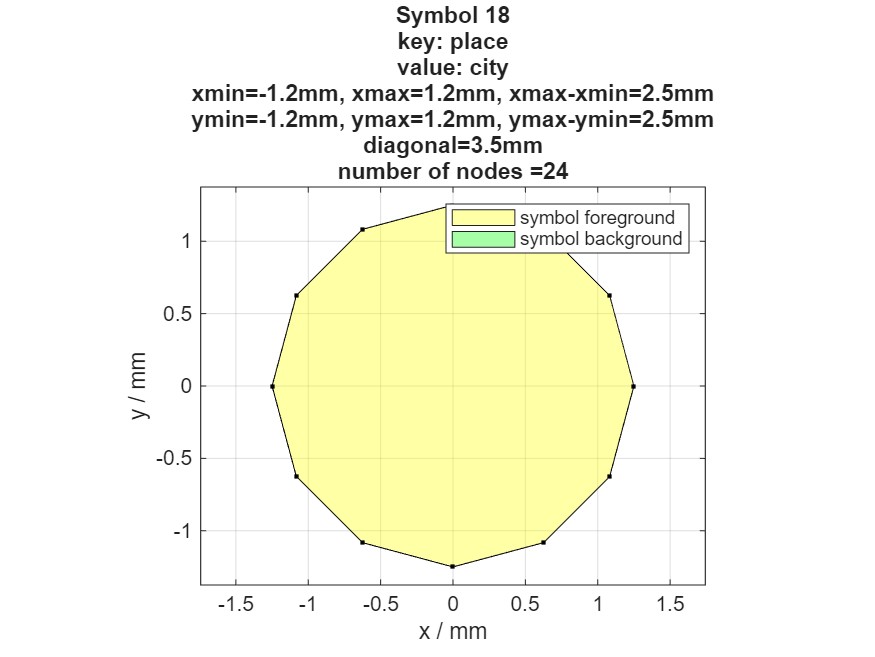 Symbol 18
key: place
value: city
xmin=-1.2mm, xmax=1.2mm, xmax-xmin=2.5mm
ymin=-1.2mm, ymax=1.2mm, ymax-ymin=2.5mm
diagonal=3.5mm
number of nodes =24
symbol foreground
symbol background
1
0.5
0
-0.5
-1
y / mm
-1.5
-1
-0.5
0
0.5
1
1.5
x / mm